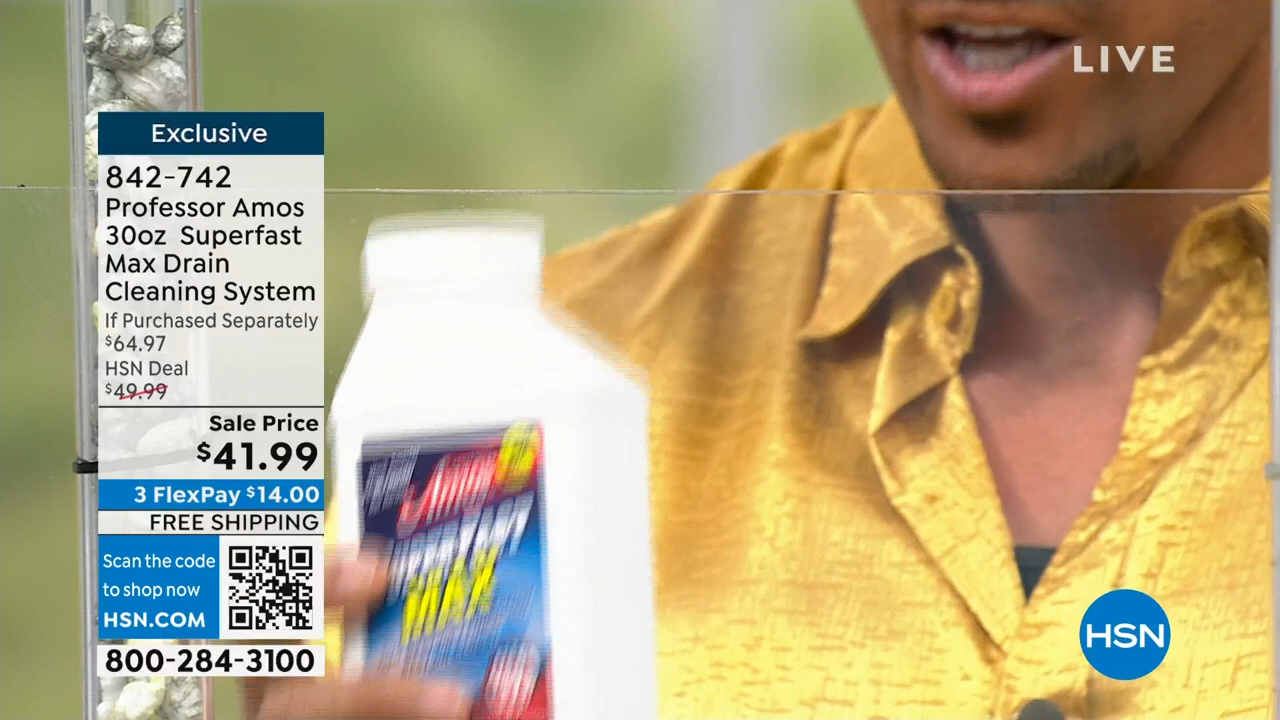 LIVE
Exclusive
842-742
Professor Amos
30oz Superfast
Max Drain
Cleaning System
If Purchased Separately
$64.97
HSN Deal
$49.99
Sale Price
$41.99
3 FlexPay $14.00
FREE SHIPPING
Scan the code
to shop now
HSN.COM
800-284-3100
Amos
MAX
HSN